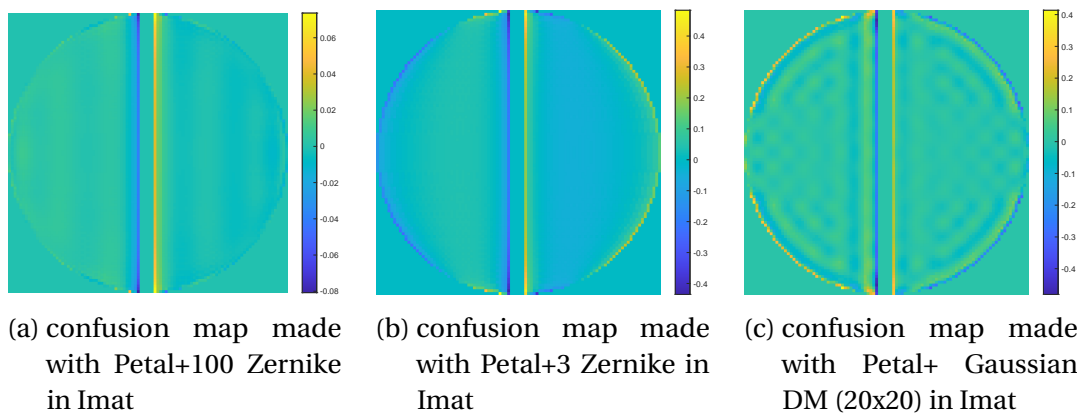 0.06
0.04
0.02
0
-0.02
-0.04
-0.06
-0.08
0.4
0.3
0.2
0.1
0
-0.1
-0.2
-0.3
-0.4
0.4
0.3
0.2
0.1
0
-0.1
-0.2
-0.3
-0.4
(a) confusion map made
with Petal+100 Zernike
in Imat
(b) confusion map made
with Petal+3 Zernike in
Imat
(c) confusion map made
with Petal+ Gaussian
DM (20x20) in Imat